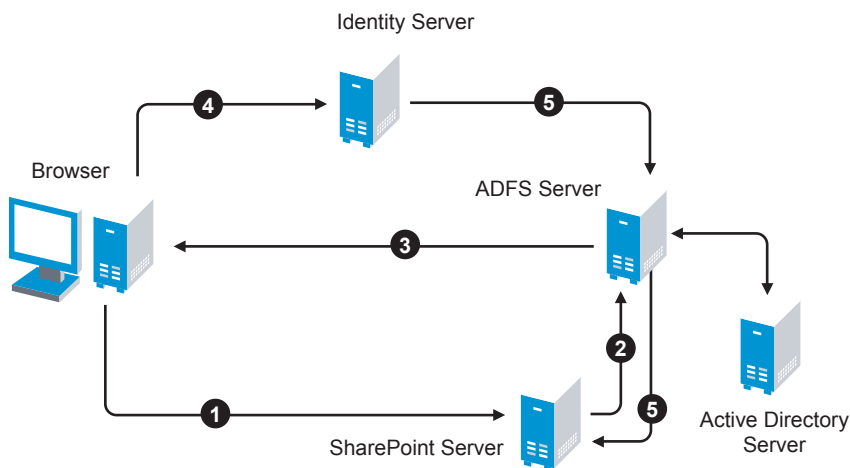 Identity Server
4
5
Browser
ADFS Server
3
2
5
1
SharePoint Server
Active Directory
Server